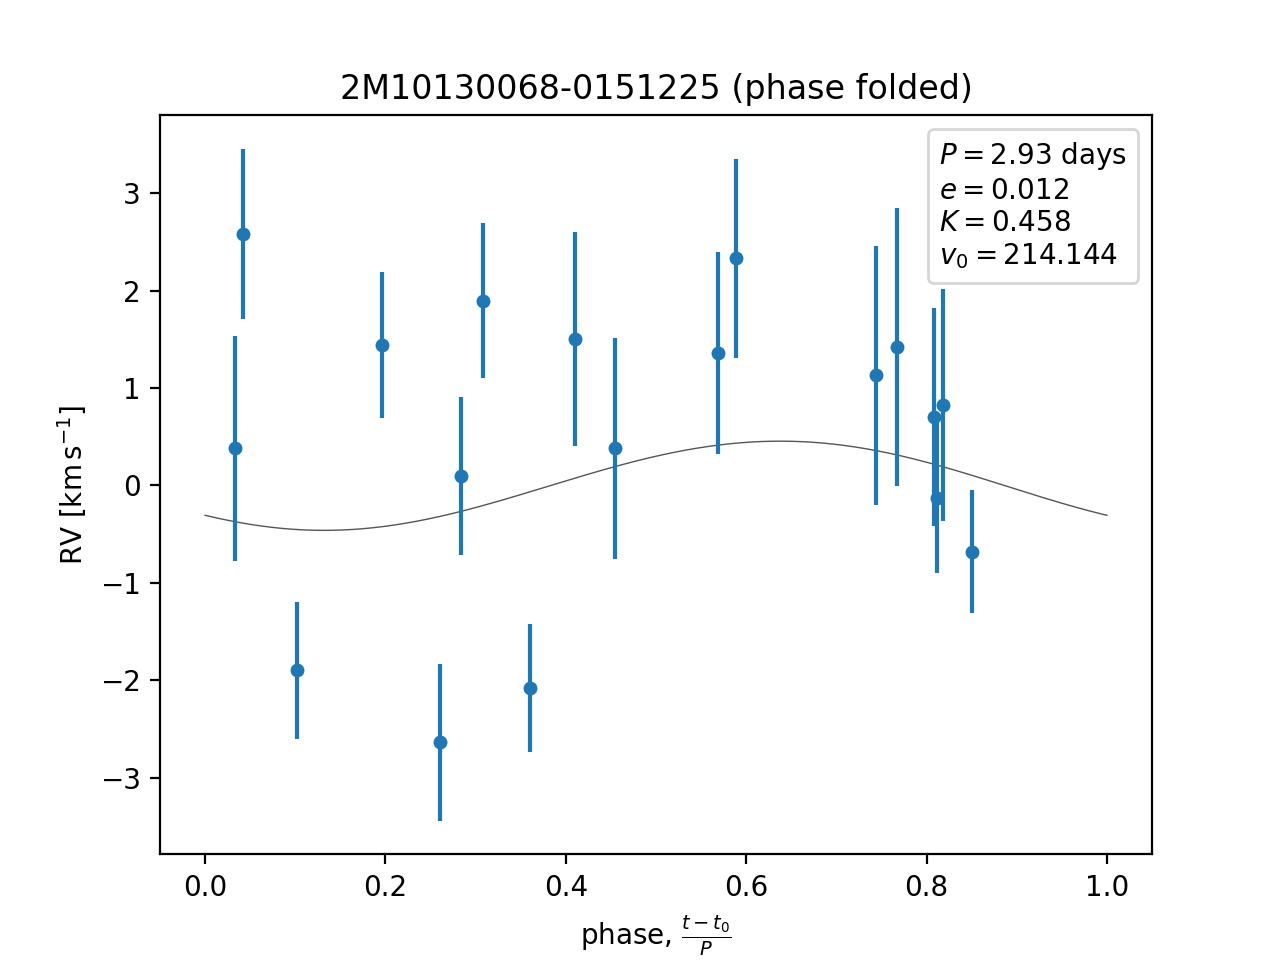 2M10130068-0151225 (phase folded)
P = 2.93 days
e = 0.012
K = 0.458
v₀ = 214.144
3
2
1
0
−1
−2
−3
RV [km s⁻¹]
0.0 0.2 0.4 0.6 0.8 1.0
phase, (t − t₀)/P